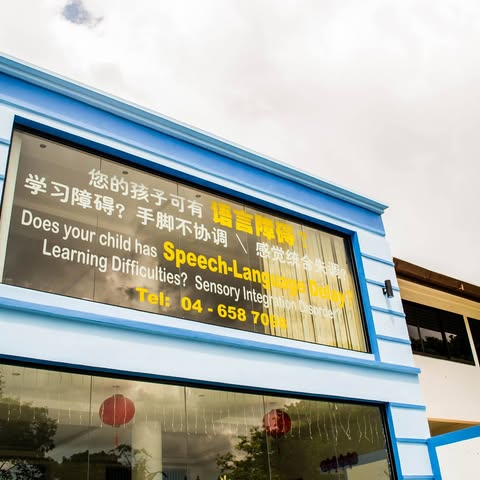 您的孩子可有 语言障碍?
学习障碍? 手脚不协调 \ 感觉统合失调?
Does your child has Speech-Language Delay?
Learning Difficulties? Sensory Integration Disorder?
Tel: 04 - 658 70